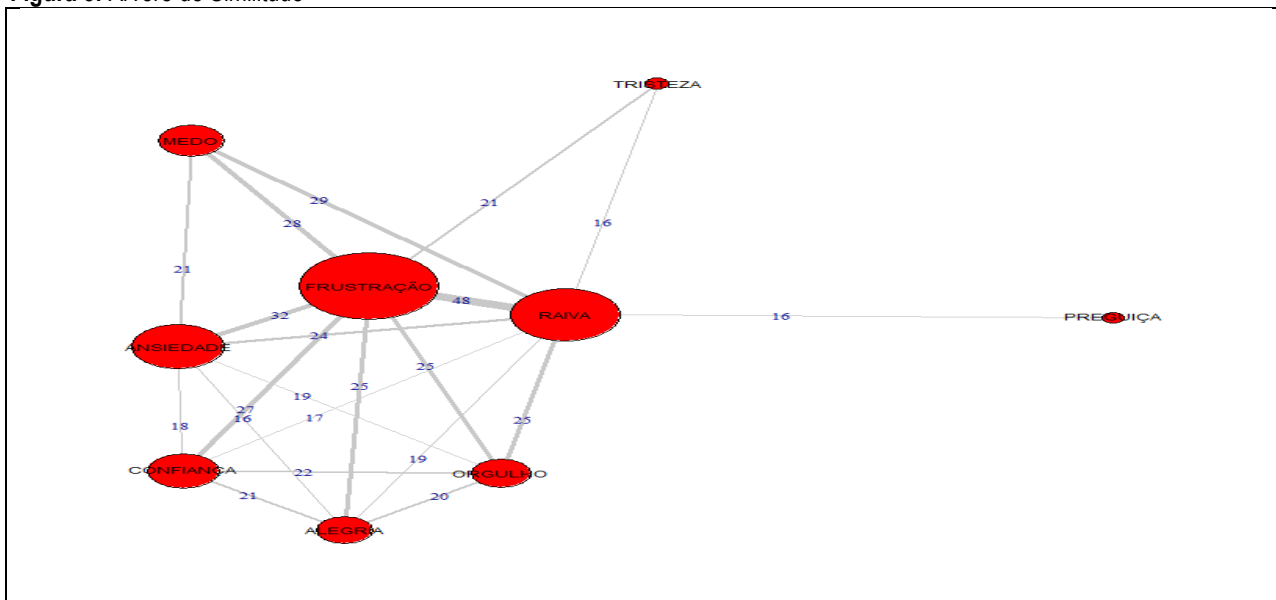 TRISTEZA
MEDO
29
21
28
16
21
FRUSTRAÇÃO
48
32
RAIVA
16
PREGUIÇA
24
ANSIEDADE
25
25
19
27
16
17
25
18
19
CONFIANÇA
22
ORGULHO
21
20
ALEGRIA